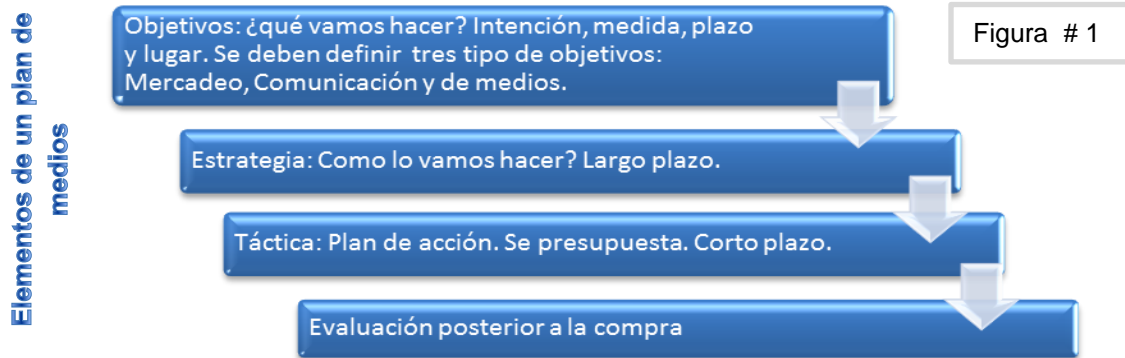 Elementos de un plan de
medios
Figura # 1
Objetivos: ¿qué vamos hacer? Intención, medida, plazo
y lugar. Se deben definir tres tipo de objetivos:
Mercadeo, Comunicación y de medios.
Estrategia: Como lo vamos hacer? Largo plazo.
Táctica: Plan de acción. Se presupuesta. Corto plazo.
Evaluación posterior a la compra